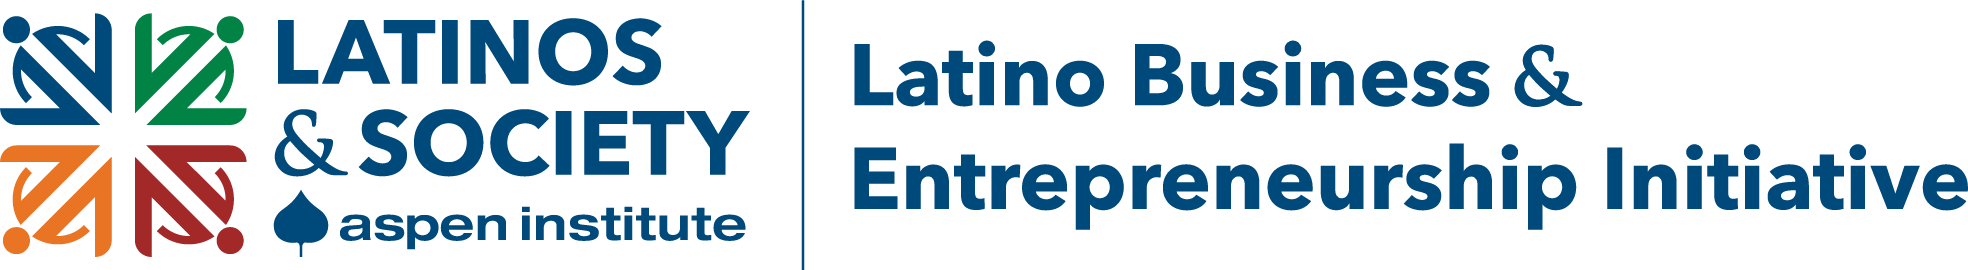 LATINOS
& SOCIETY
aspen institute
Latino Business &
Entrepreneurship Initiative